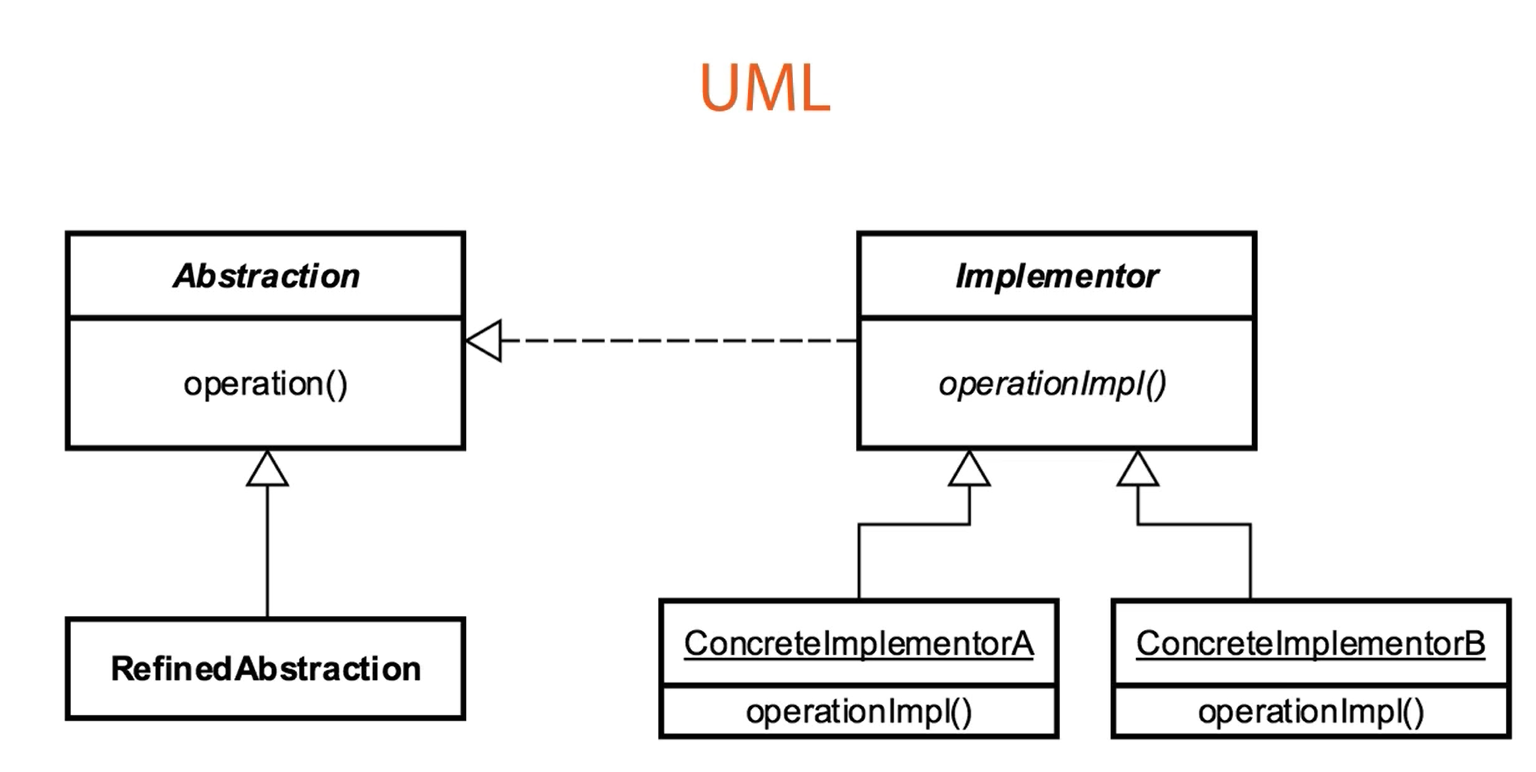 UML
Abstraction
operation()
Implementor
operationImpl()
RefinedAbstraction
ConcreteImplementorA
operationImpl()
ConcreteImplementorB
operationImpl()